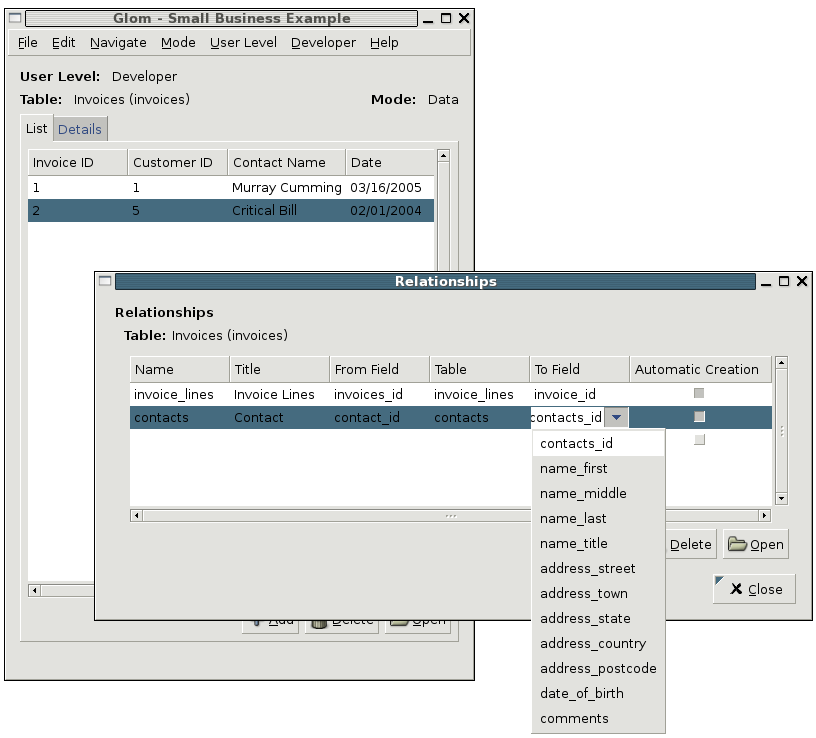 Glom - Small Business Example
File Edit Navigate Mode User Level Developer Help
User Level: Developer
Table: Invoices (invoices) Mode: Data
List Details
Invoice ID Customer ID Contact Name Date
1 1 Murray Cumming 03/16/2005
2 5 Critical Bill 02/01/2004
Add Delete Open
Relationships
Relationships
Table: Invoices (invoices)
Name Title From Field Table To Field Automatic Creation
invoice_lines Invoice Lines invoices_id invoice_lines invoice_id
contacts Contact contact_id contacts contacts_id
contacts_id
name_first
name_middle
name_last
name_title
address_street
address_town
address_state
address_country
address_postcode
date_of_birth
comments
Delete Open
Close